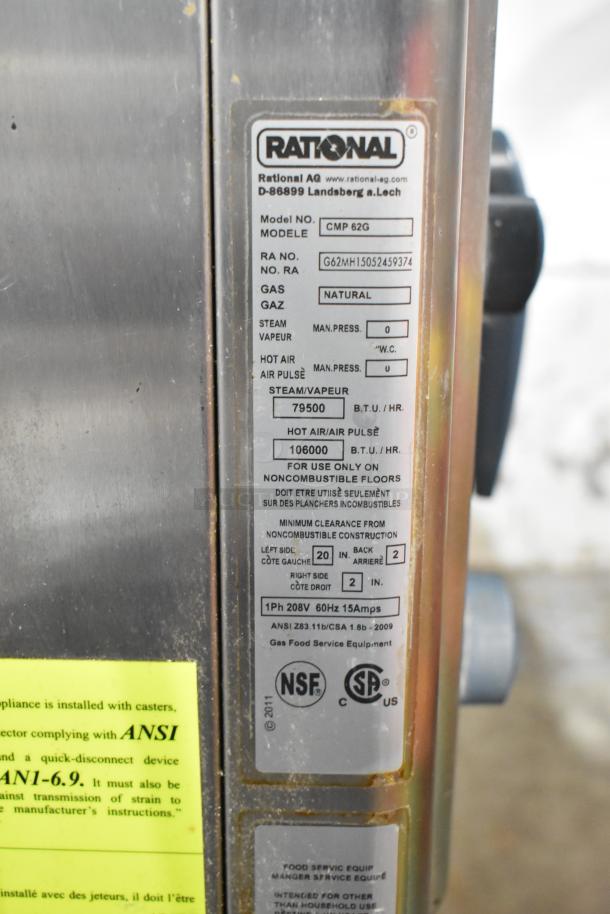 RATIONAL ®
Rational AG www.rational-ag.com
D-86899 Landsberg a.Lech
Model NO. CMP 62G
MODELE
RA NO. G62MH15052459374
NO. RA
GAS NATURAL
GAZ
STEAM MAN.PRESS. 0
VAPEUR
"W.C.
HOT AIR MAN.PRESS. 0
AIR PULSÈ
STEAM/VAPEUR
79500 B.T.U. / HR.
HOT AIR/AIR PULSÈ
106000 B.T.U. / HR.
FOR USE ONLY ON
NONCOMBUSTIBLE FLOORS
DOIT ETRE UTIISÈ SEULEMENT
SUR DES PLANCHERS INCOMBUSTIBLES
MINIMUM CLEARANCE FROM
NONCOMBUSTIBLE CONSTRUCTION
LEFT SIDE 20 IN. BACK 2
CÔTE GAUCHE ARRIERÈ
RIGHT SIDE 2 IN.
CÒTE DROIT
1Ph 208V 60Hz 15Amps
ANSI Z83.11b/CSA 1.8b - 2009
Gas Food Service Equipment
NSF® C SA® US
© 2011
ppliance is installed with casters,
ector complying with ANSI
nd a quick-disconnect device
AN1-6.9. It must also be
ainst transmission of strain to
e manufacturer's instructions."
installé avec des jeteurs, il doit l'être
FOOD SERVIC EQUIP
MANGER SERVICE EQUIPÉ
INTENDED FOR OTHER
THAN HOUSEHOLD USE